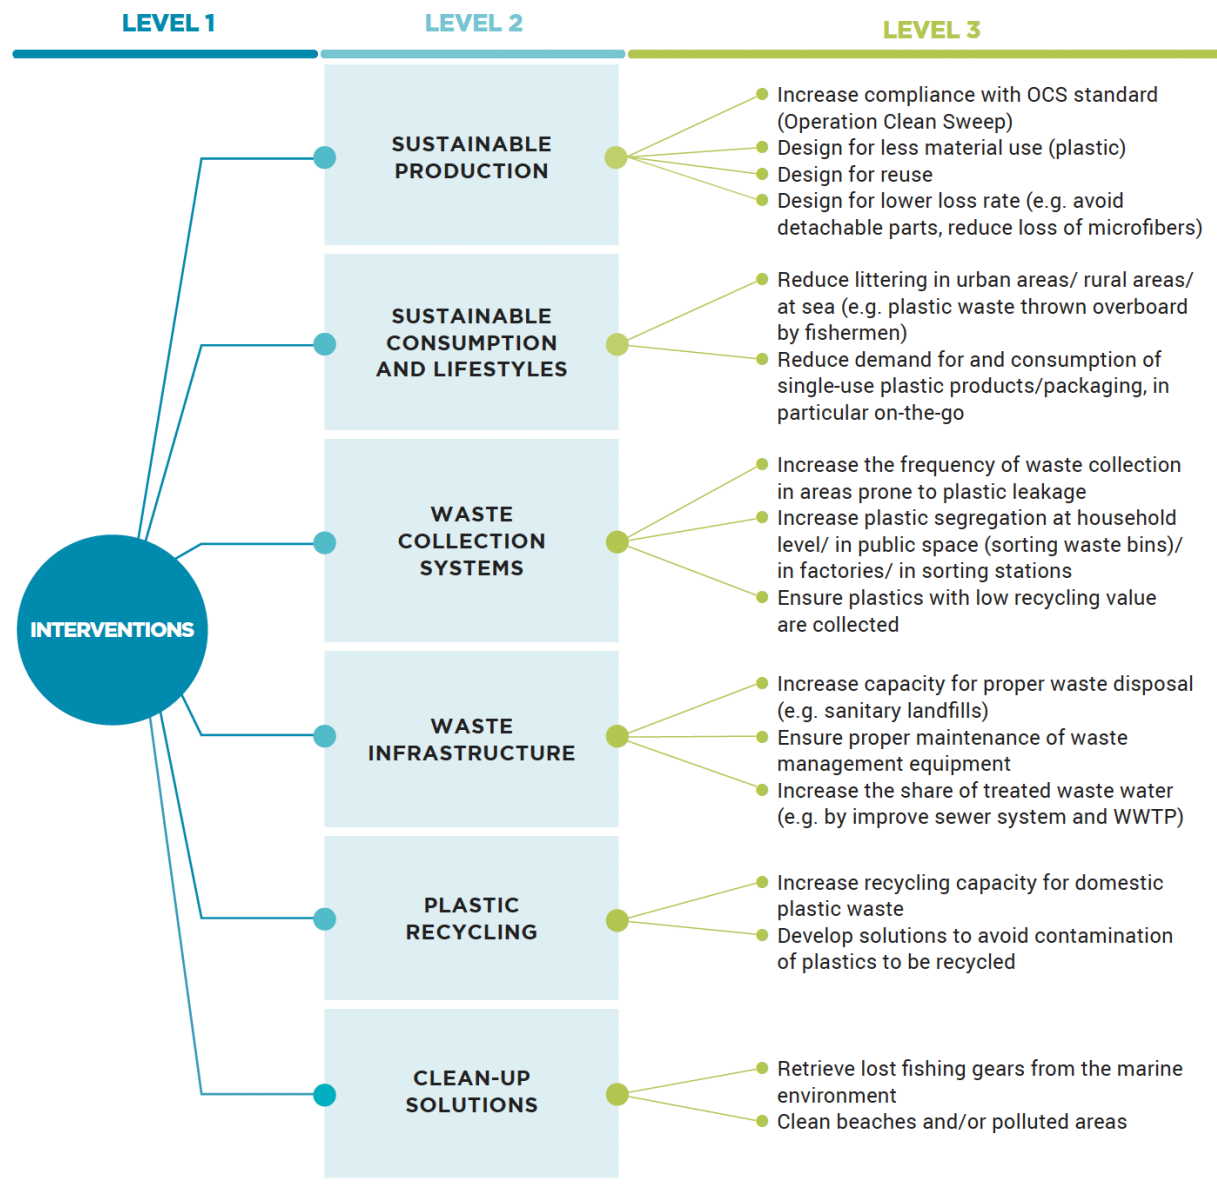 LEVEL 1
LEVEL 2
LEVEL 3
INTERVENTIONS
SUSTAINABLE
PRODUCTION
Increase compliance with OCS standard
(Operation Clean Sweep)
Design for less material use (plastic)
Design for reuse
Design for lower loss rate (e.g. avoid
detachable parts, reduce loss of microfibers)
SUSTAINABLE
CONSUMPTION
AND LIFESTYLES
Reduce littering in urban areas/ rural areas/
at sea (e.g. plastic waste thrown overboard
by fishermen)
Reduce demand for and consumption of
single-use plastic products/packaging, in
particular on-the-go
WASTE
COLLECTION
SYSTEMS
Increase the frequency of waste collection
in areas prone to plastic leakage
Increase plastic segregation at household
level/ in public space (sorting waste bins)/
in factories/ in sorting stations
Ensure plastics with low recycling value
are collected
WASTE
INFRASTRUCTURE
Increase capacity for proper waste disposal
(e.g. sanitary landfills)
Ensure proper maintenance of waste
management equipment
Increase the share of treated waste water
(e.g. by improve sewer system and WWTP)
PLASTIC
RECYCLING
Increase recycling capacity for domestic
plastic waste
Develop solutions to avoid contamination
of plastics to be recycled
CLEAN-UP
SOLUTIONS
Retrieve lost fishing gears from the marine
environment
Clean beaches and/or polluted areas